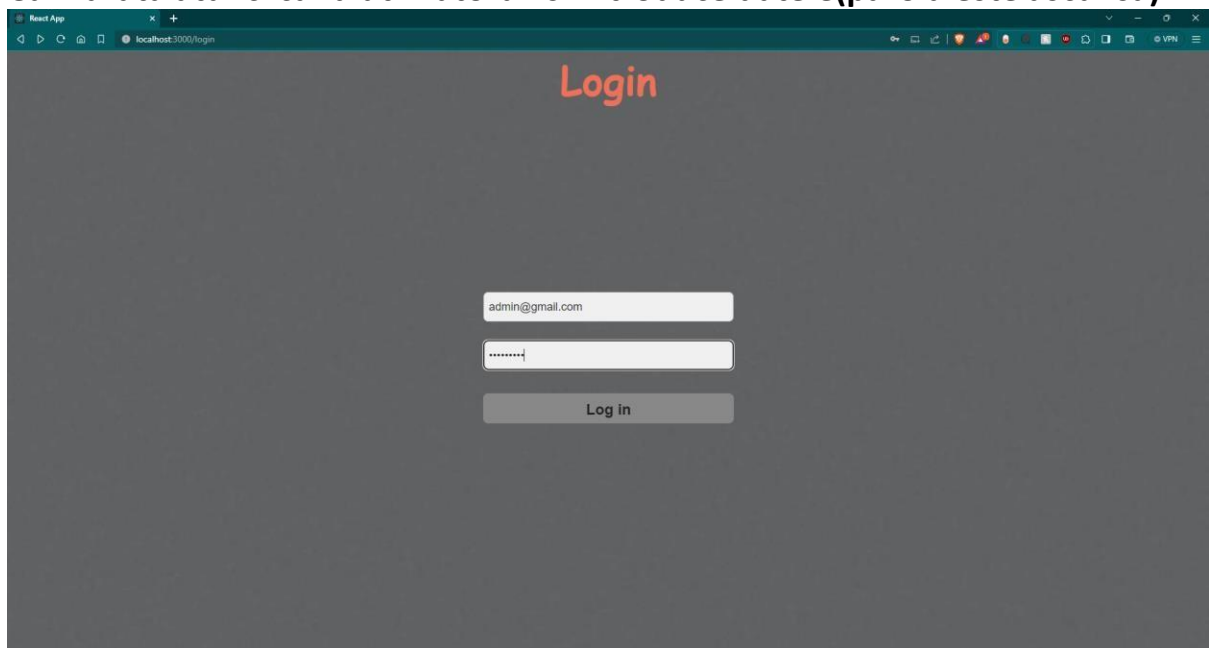 React App
localhost:3000/login
VPN
Login
admin@gmail.com
Log in